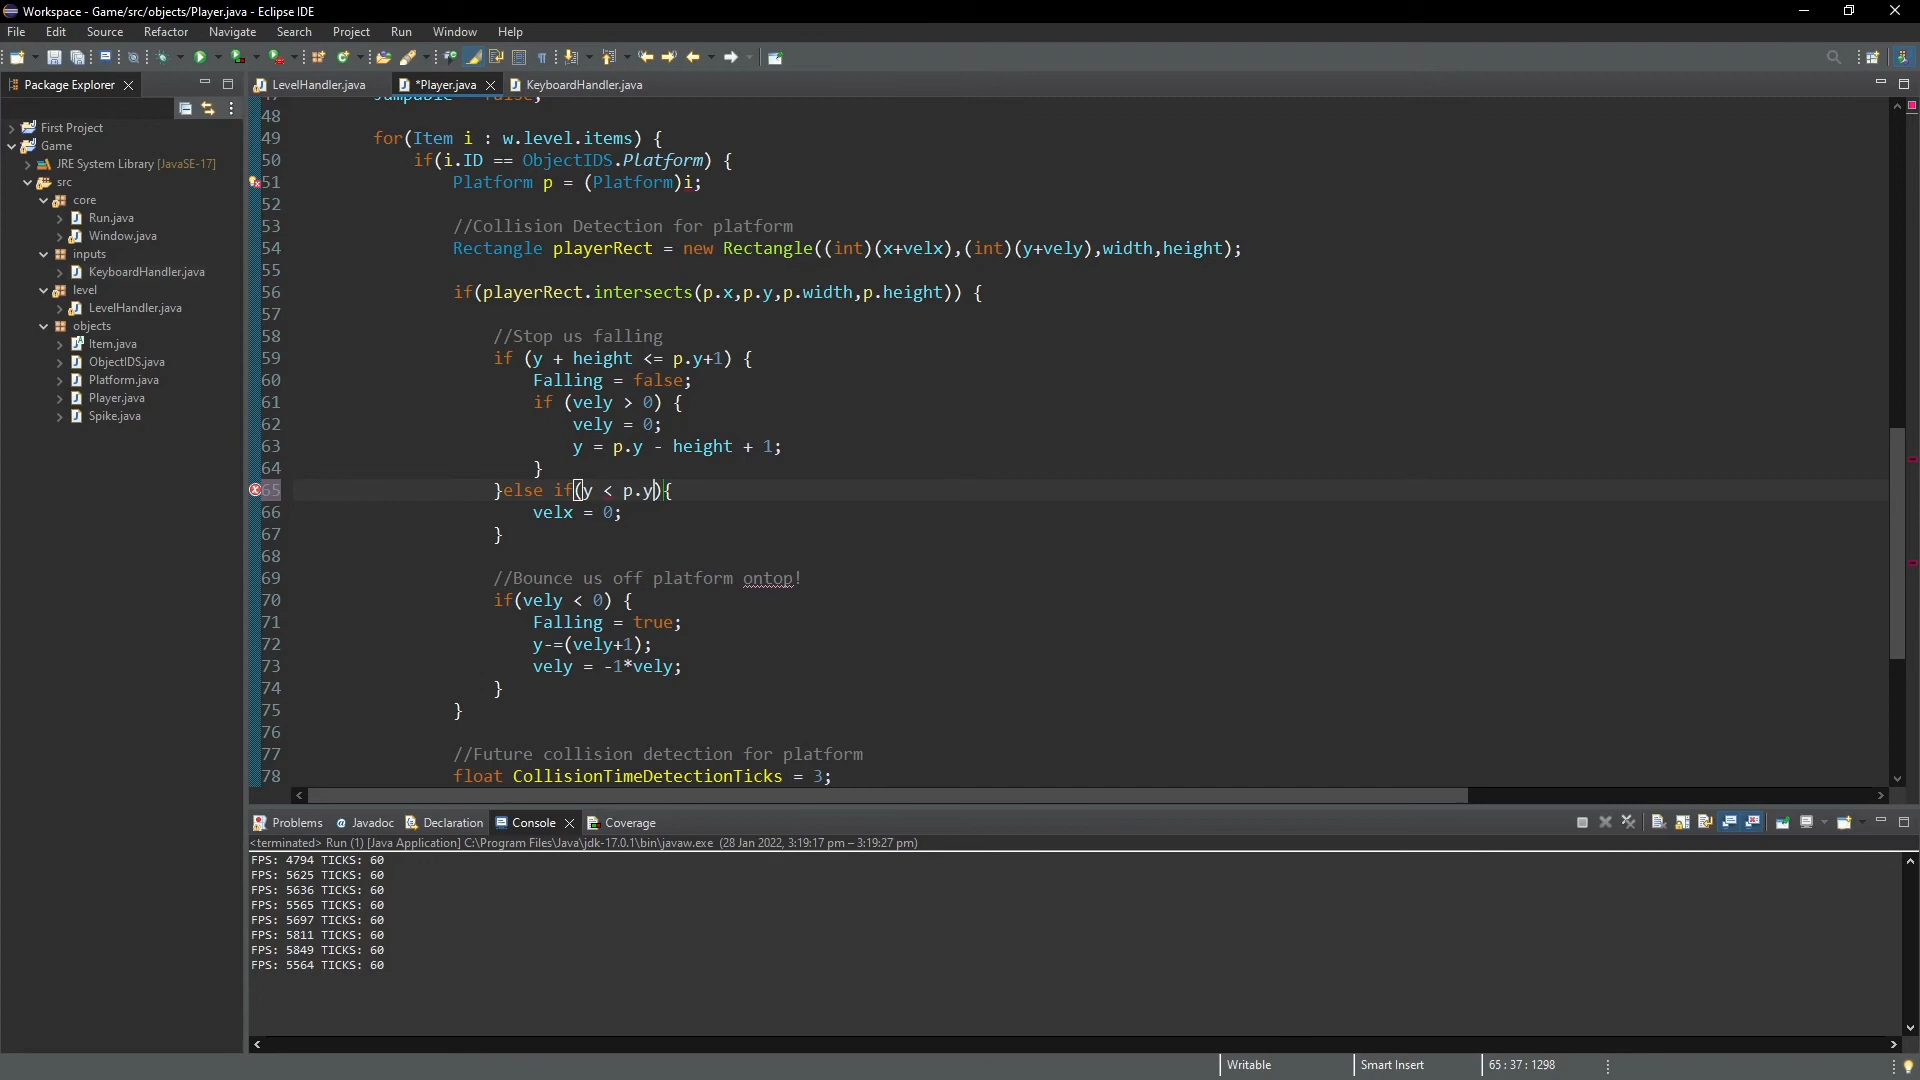 Workspace - Game/src/objects/Player.java - Eclipse IDE
File Edit Source Refactor Navigate Search Project Run Window Help
Package Explorer
First Project
Game
JRE System Library [JavaSE-17]
src
core
Run.java
Window.java
inputs
KeyboardHandler.java
level
LevelHandler.java
objects
Item.java
ObjectIDS.java
Platform.java
Player.java
Spike.java
LevelHandler.java *Player.java KeyboardHandler.java
48
49 for(Item i : w.level.items) {
50 if(i.ID == ObjectIDS.Platform) {
51 Platform p = (Platform)i;
52
53 //Collision Detection for platform
54 Rectangle playerRect = new Rectangle((int)(x+velx),(int)(y+vely),width,height);
55
56 if(playerRect.intersects(p.x,p.y,p.width,p.height)) {
57
58 //Stop us falling
59 if (y + height <= p.y+1) {
60 Falling = false;
61 if (vely > 0) {
62 vely = 0;
63 y = p.y - height + 1;
64 }
65 }else if(y < p.y){
66 velx = 0;
67 }
68
69 //Bounce us off platform ontop!
70 if(vely < 0) {
71 Falling = true;
72 y-=(vely+1);
73 vely = -1*vely;
74 }
75 }
76
77 //Future collision detection for platform
78 float CollisionTimeDetectionTicks = 3;
Problems Javadoc Declaration Console Coverage
<terminated> Run (1) [Java Application] C:\Program Files\Java\jdk-17.0.1\bin\javaw.exe (28 Jan 2022, 3:19:17 pm – 3:19:27 pm)
FPS: 4794 TICKS: 60
FPS: 5625 TICKS: 60
FPS: 5636 TICKS: 60
FPS: 5565 TICKS: 60
FPS: 5697 TICKS: 60
FPS: 5811 TICKS: 60
FPS: 5849 TICKS: 60
FPS: 5564 TICKS: 60
Writable Smart Insert 65 : 37 : 1298